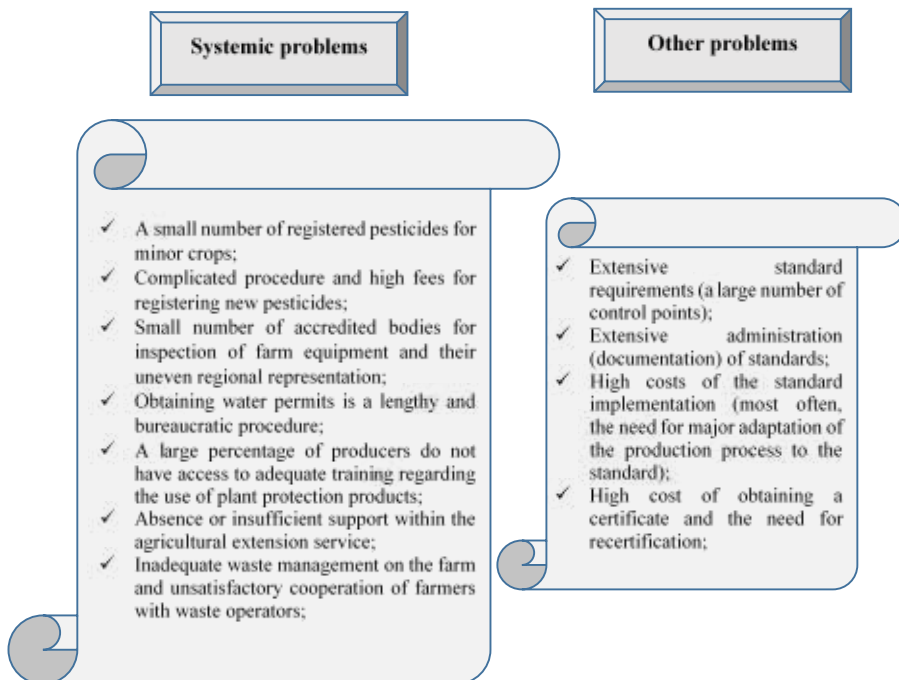 Systemic problems
✓ A small number of registered pesticides for
minor crops;
✓ Complicated procedure and high fees for
registering new pesticides;
✓ Small number of accredited bodies for
inspection of farm equipment and their
uneven regional representation;
✓ Obtaining water permits is a lengthy and
bureaucratic procedure;
✓ A large percentage of producers do not
have access to adequate training regarding
the use of plant protection products;
✓ Absence or insufficient support within the
agricultural extension service;
✓ Inadequate waste management on the farm
and unsatisfactory cooperation of farmers
with waste operators;
Other problems
✓ Extensive standard
requirements (a large number of
control points);
✓ Extensive administration
(documentation) of standards;
✓ High costs of the standard
implementation (most often,
the need for major adaptation of
the production process to the
standard);
✓ High cost of obtaining a
certificate and the need for
recertification;